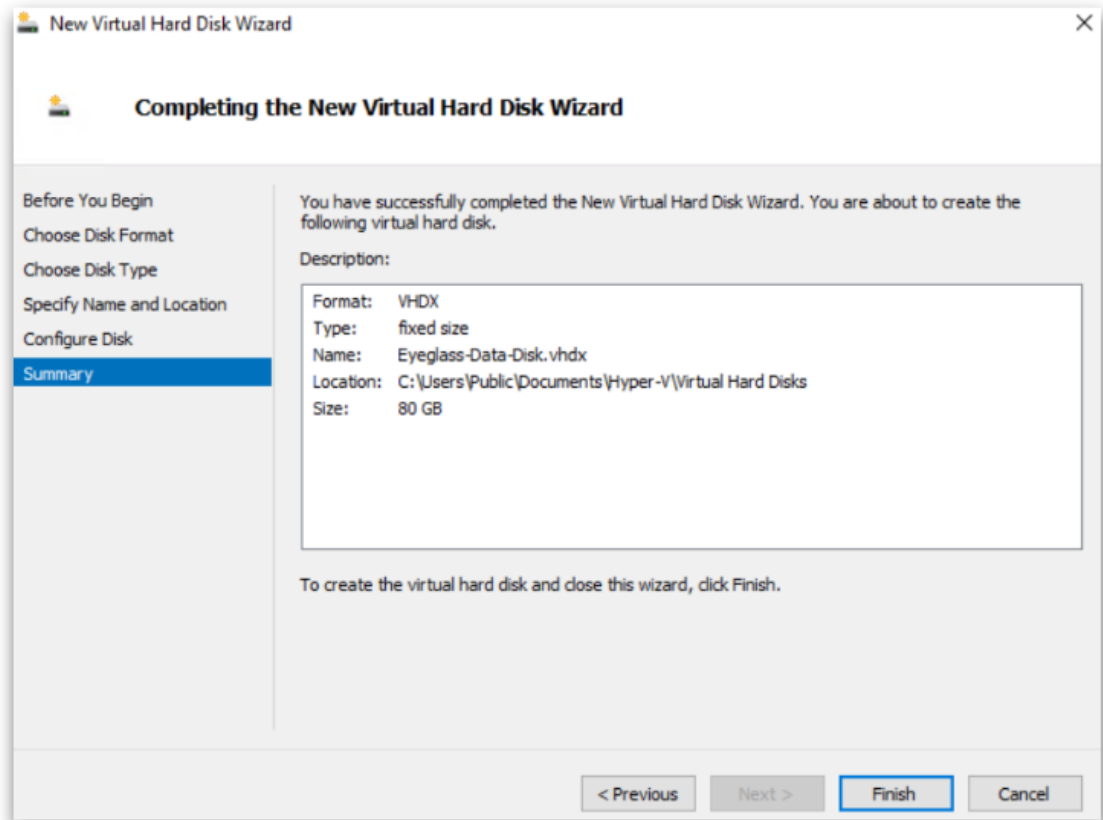 New Virtual Hard Disk Wizard
Completing the New Virtual Hard Disk Wizard
Before You Begin
Choose Disk Format
Choose Disk Type
Specify Name and Location
Configure Disk
Summary
You have successfully completed the New Virtual Hard Disk Wizard. You are about to create the
following virtual hard disk.
Description:
Format: VHDX
Type: fixed size
Name: Eyeglass-Data-Disk.vhdx
Location: C:\Users\Public\Documents\Hyper-V\Virtual Hard Disks
Size: 80 GB
To create the virtual hard disk and close this wizard, click Finish.
< Previous Next > Finish Cancel